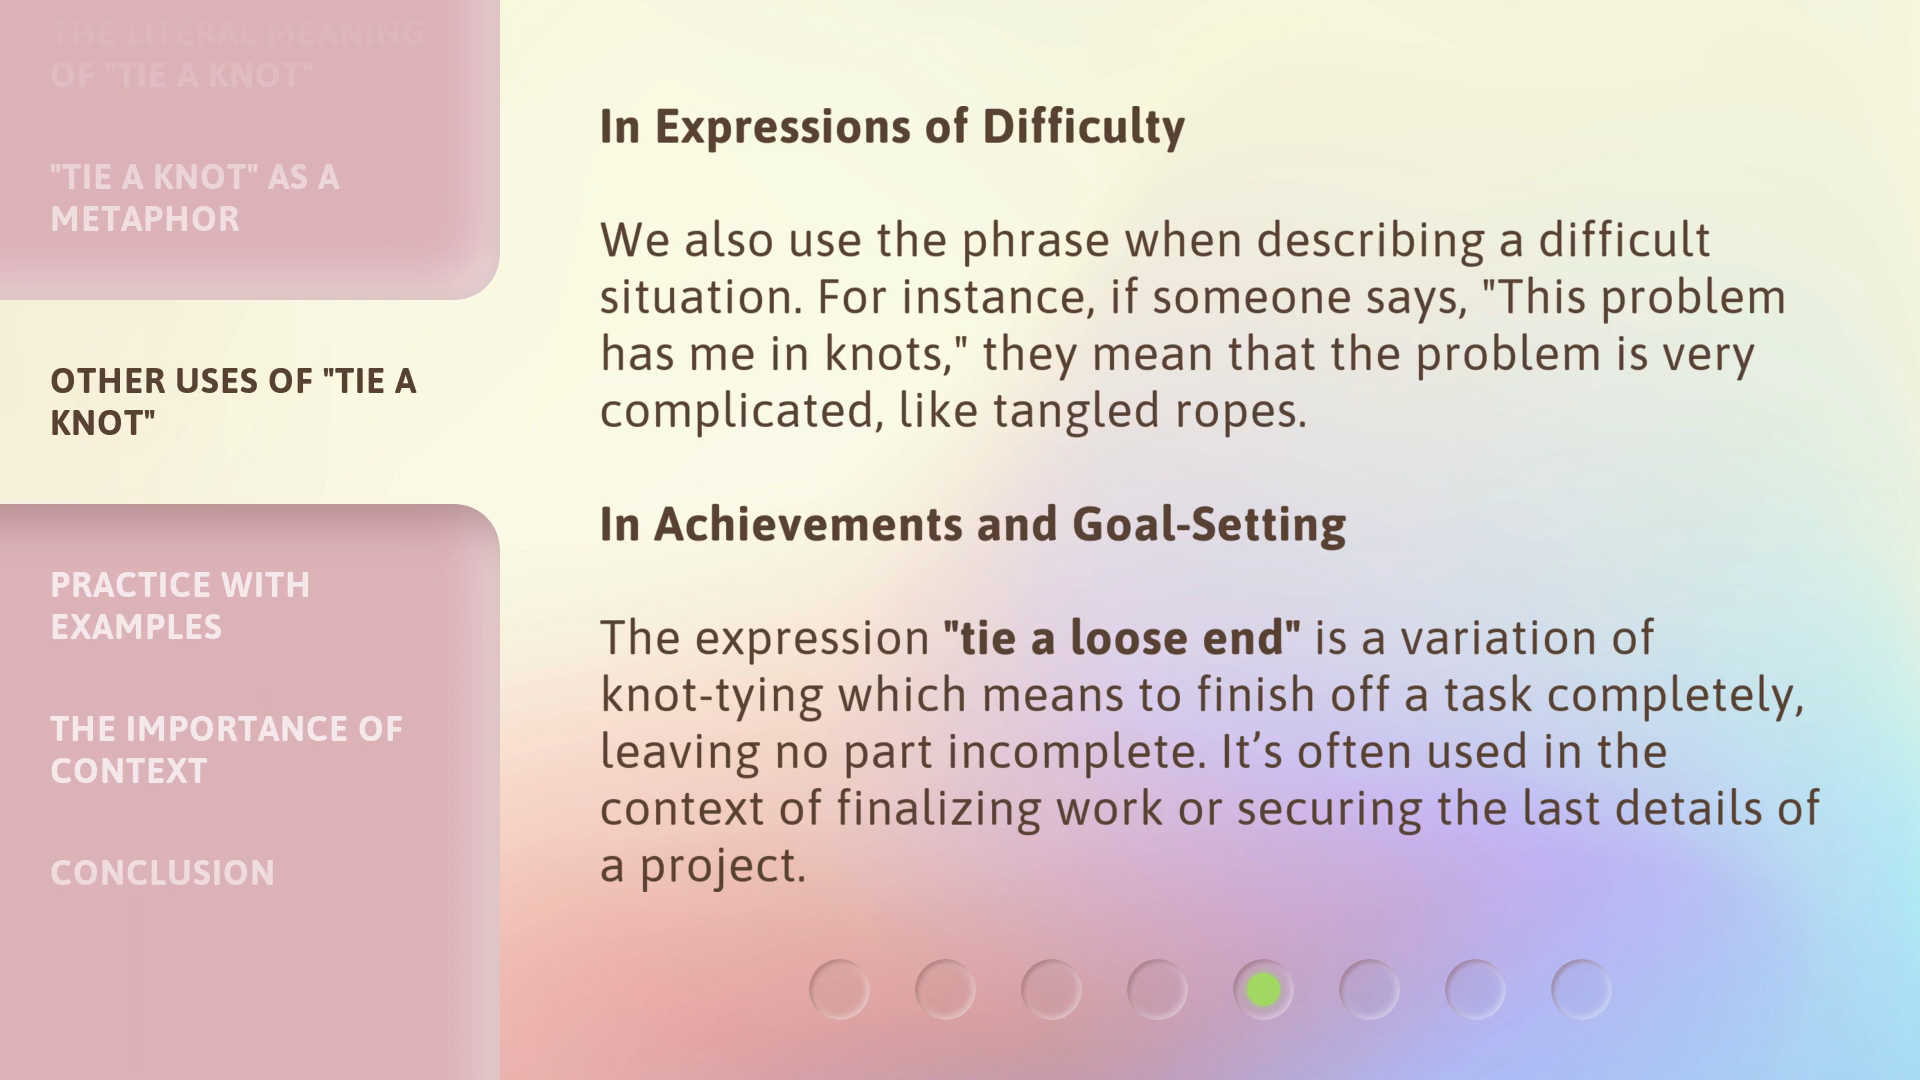 THE LITERAL MEANING
OF "TIE A KNOT"
"TIE A KNOT" AS A
METAPHOR
OTHER USES OF "TIE A
KNOT"
PRACTICE WITH
EXAMPLES
THE IMPORTANCE OF
CONTEXT
CONCLUSION
In Expressions of Difficulty
We also use the phrase when describing a difficult
situation. For instance, if someone says, "This problem
has me in knots," they mean that the problem is very
complicated, like tangled ropes.
In Achievements and Goal-Setting
The expression "tie a loose end" is a variation of
knot-tying which means to finish off a task completely,
leaving no part incomplete. It’s often used in the
context of finalizing work or securing the last details of
a project.